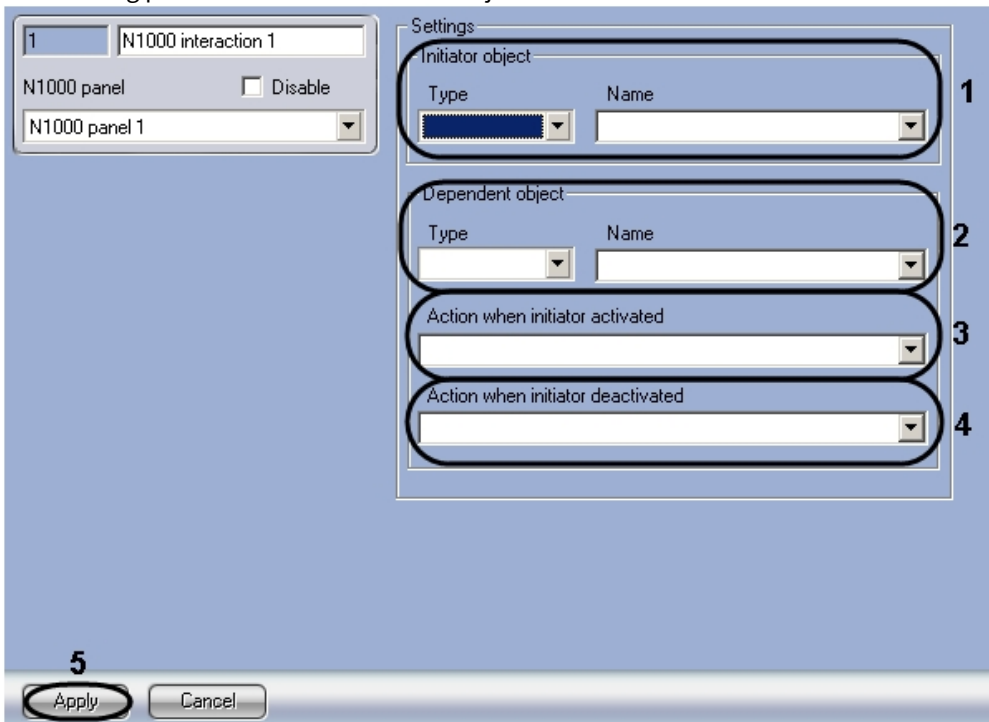 1 N1000 interaction 1
N1000 panel Disable
N1000 panel 1
Settings
Initiator object
Type Name
1
Dependent object
Type Name
2
Action when initiator activated
3
Action when initiator deactivated
4
5
Apply Cancel